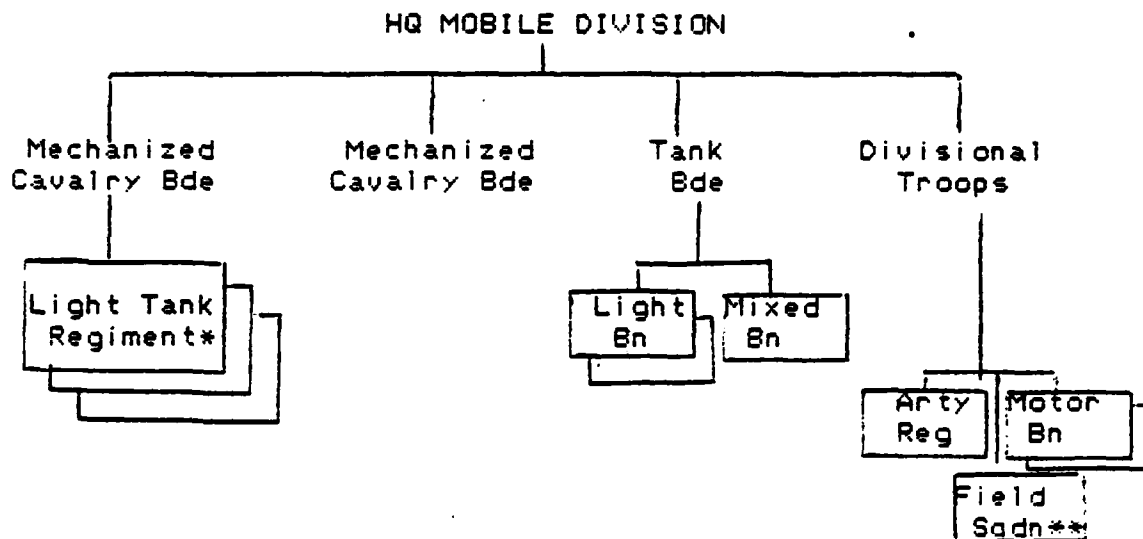 HQ MOBILE DIVISION
Mechanized
Cavalry Bde
Mechanized
Cavalry Bde
Tank
Bde
Divisional
Troops
Light Tank
Regiment*
Light
Bn
Mixed
Bn
Arty
Reg
Motor
Bn
Field
Sqdn**